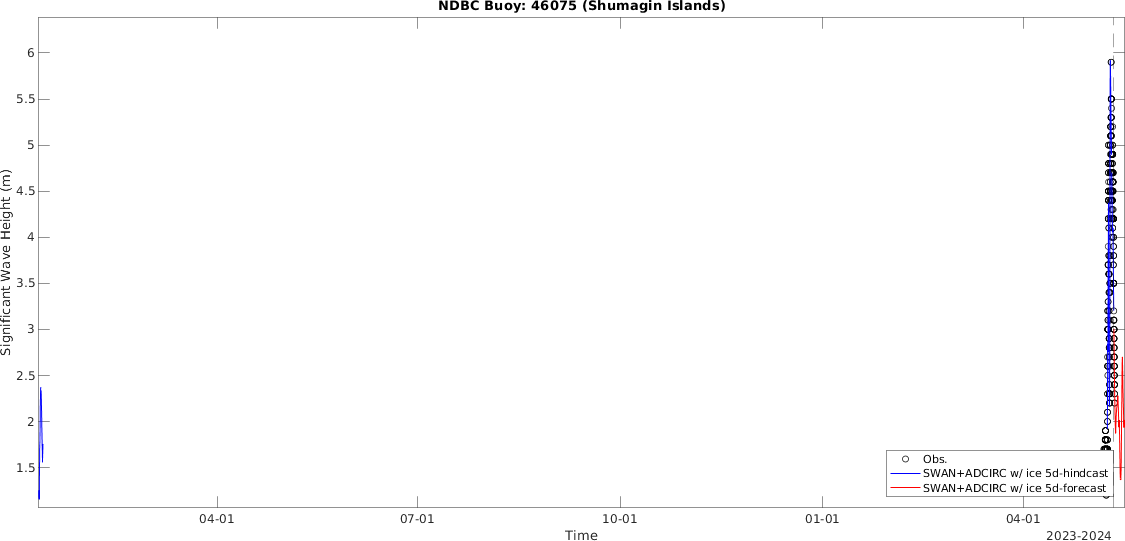 NDBC Buoy: 46075 (Shumagin Islands)
Significant Wave Height (m)
6
5.5
5
4.5
4
3.5
3
2.5
2
1.5
Obs.
SWAN+ADCIRC w/ ice 5d-hindcast
SWAN+ADCIRC w/ ice 5d-forecast
04-01 07-01 10-01 01-01 04-01
Time
2023-2024